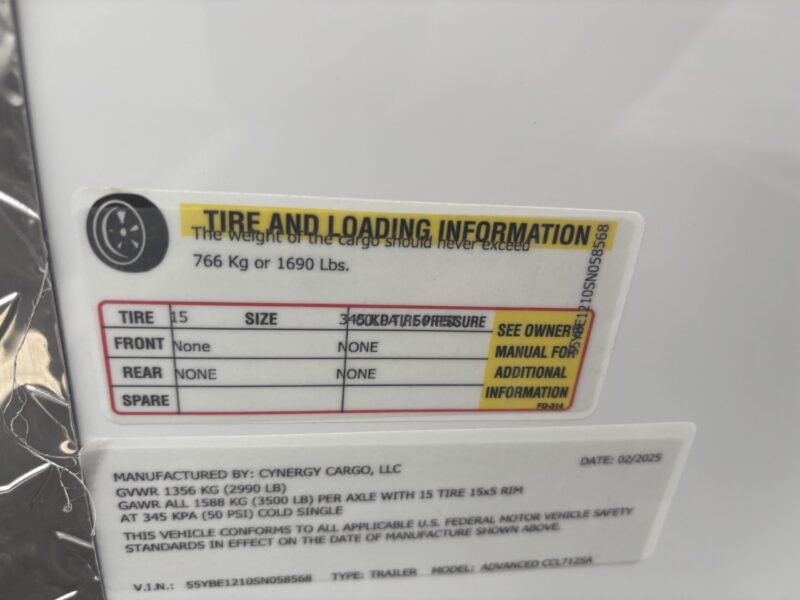 TIRE AND LOADING INFORMATION
The weight of the cargo should never exceed
766 Kg or 1690 Lbs.
55YBE1210SN058568
TIRE 15 SIZE COLD TIRE PRESSURE
FRONT None NONE
REAR NONE NONE
SPARE
SEE OWNER'S
MANUAL FOR
ADDITIONAL
INFORMATION
MANUFACTURED BY: CYNERGY CARGO, LLC DATE: 02/2025
GVWR 1356 KG (2990 LB)
GAWR ALL 1588 KG (3500 LB) PER AXLE WITH 15 TIRE 15x5 RIM
AT 345 KPA (50 PSI) COLD SINGLE
THIS VEHICLE CONFORMS TO ALL APPLICABLE U.S. FEDERAL MOTOR VEHICLE SAFETY
STANDARDS IN EFFECT ON THE DATE OF MANUFACTURE SHOWN ABOVE.
V.I.N.: 55YBE1210SN058568 TYPE: TRAILER MODEL: ADVANCED CCL712SA